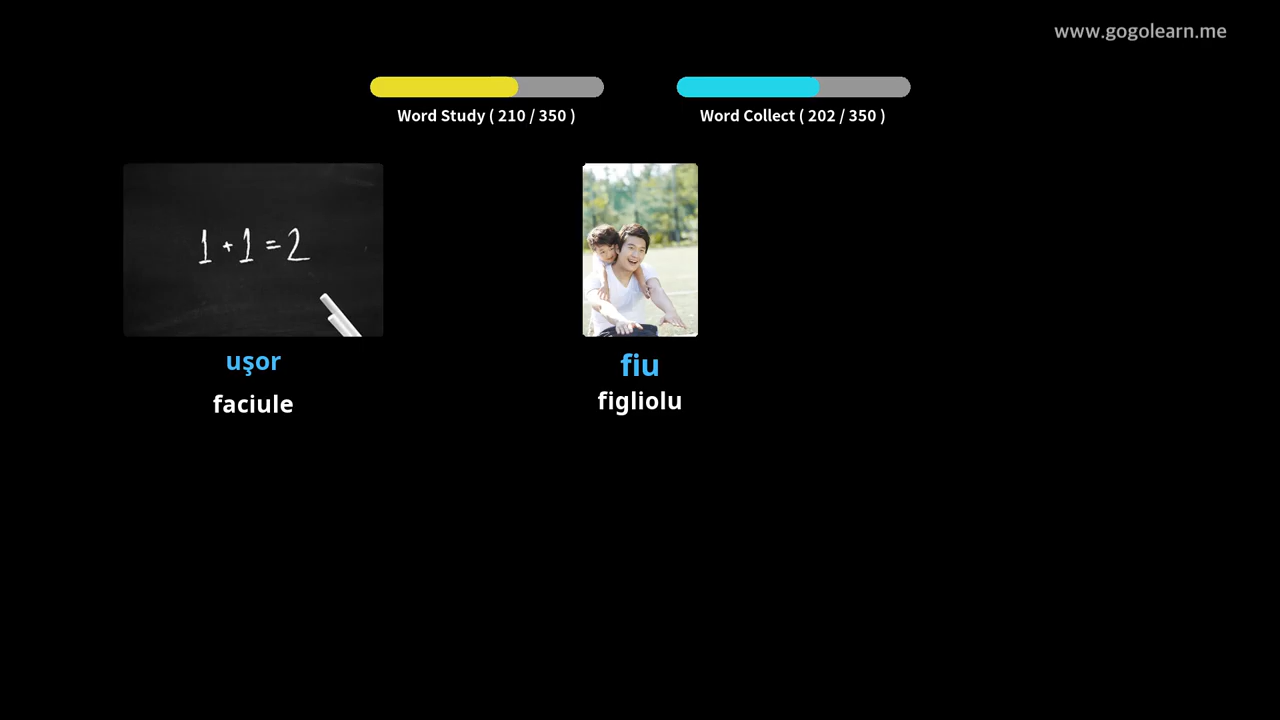 www.gogolearn.me
Word Study ( 210 / 350 )
Word Collect ( 202 / 350 )
1 + 1 = 2
uşor
faciule
fiu
figliolu